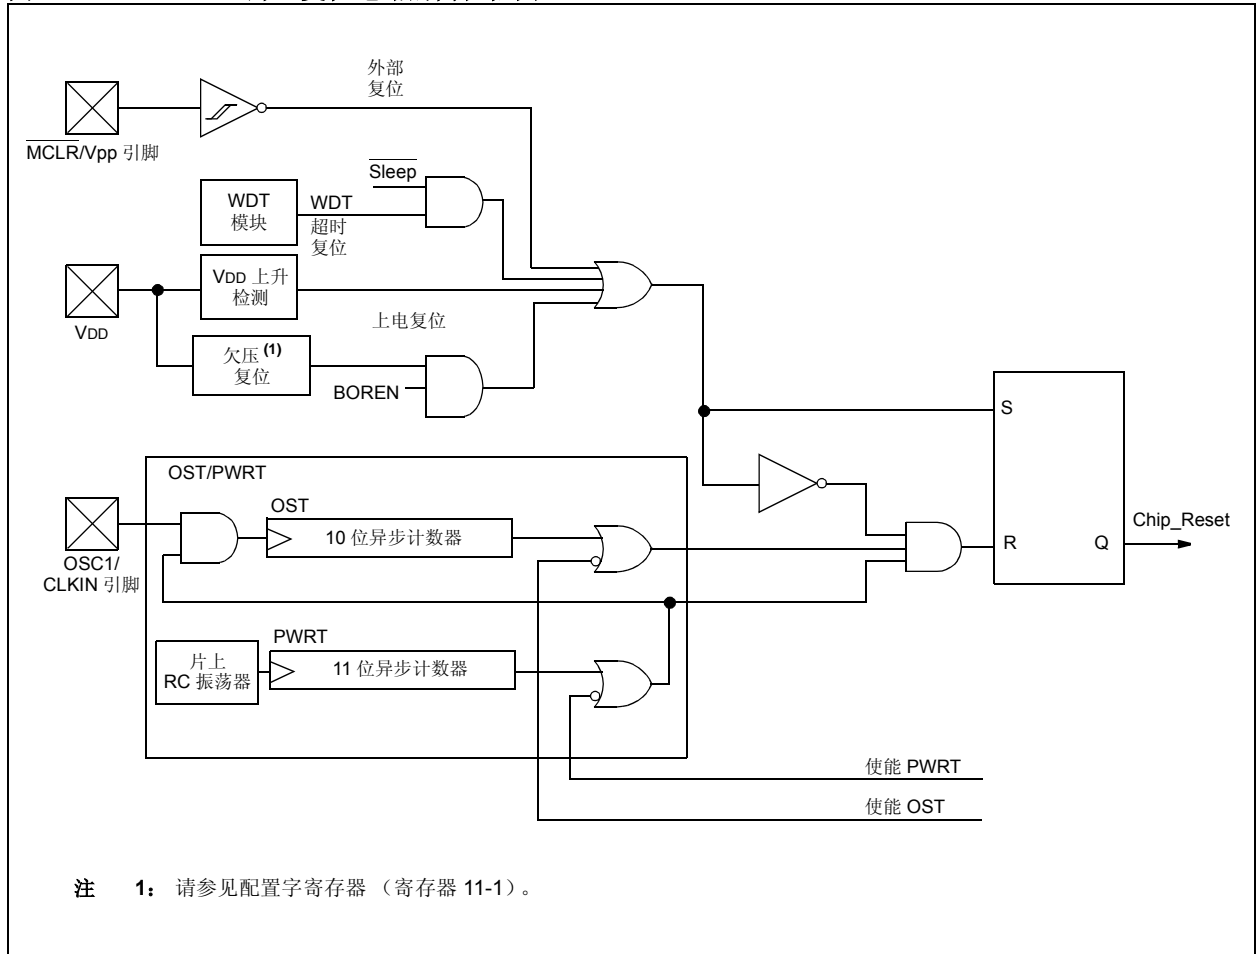 外部
复位
MCLR/Vpp 引脚
Sleep
WDT
模块
WDT
超时
复位
VDD 上升
检测
VDD
上电复位
欠压 (1)
复位
BOREN
S
OST/PWRT
OST
10 位异步计数器
OSC1/
CLKIN 引脚
Chip_Reset
R
Q
PWRT
片上
RC 振荡器
11 位异步计数器
使能 PWRT
使能 OST
注 1： 请参见配置字寄存器 （寄存器 11-1）。